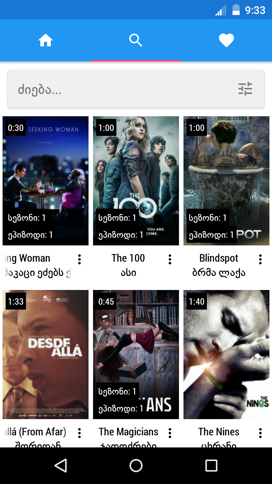 9:33
ძიება...
0:30
SEEKING WOMAN
სეზონი: 1
ეპიზოდი: 1
1:00
THE
100
YOU ARE.
COME.
სეზონი: 1
ეპიზოდი: 1
1:00
POT
სეზონი: 1
ეპიზოდი: 1
ng Woman
აკაცი ეძებს ქ
The 100
ასი
Blindspot
ბრმა ლაქა
1:33
DESDE
ALLÁ
0:45
სეზონი: 1
ეპიზოდი: 1
ANS
1:40
THE
NINES
llá (From Afar)
შორიდან
The Magicians
ჯადოქრები
The Nines
ცხრანი